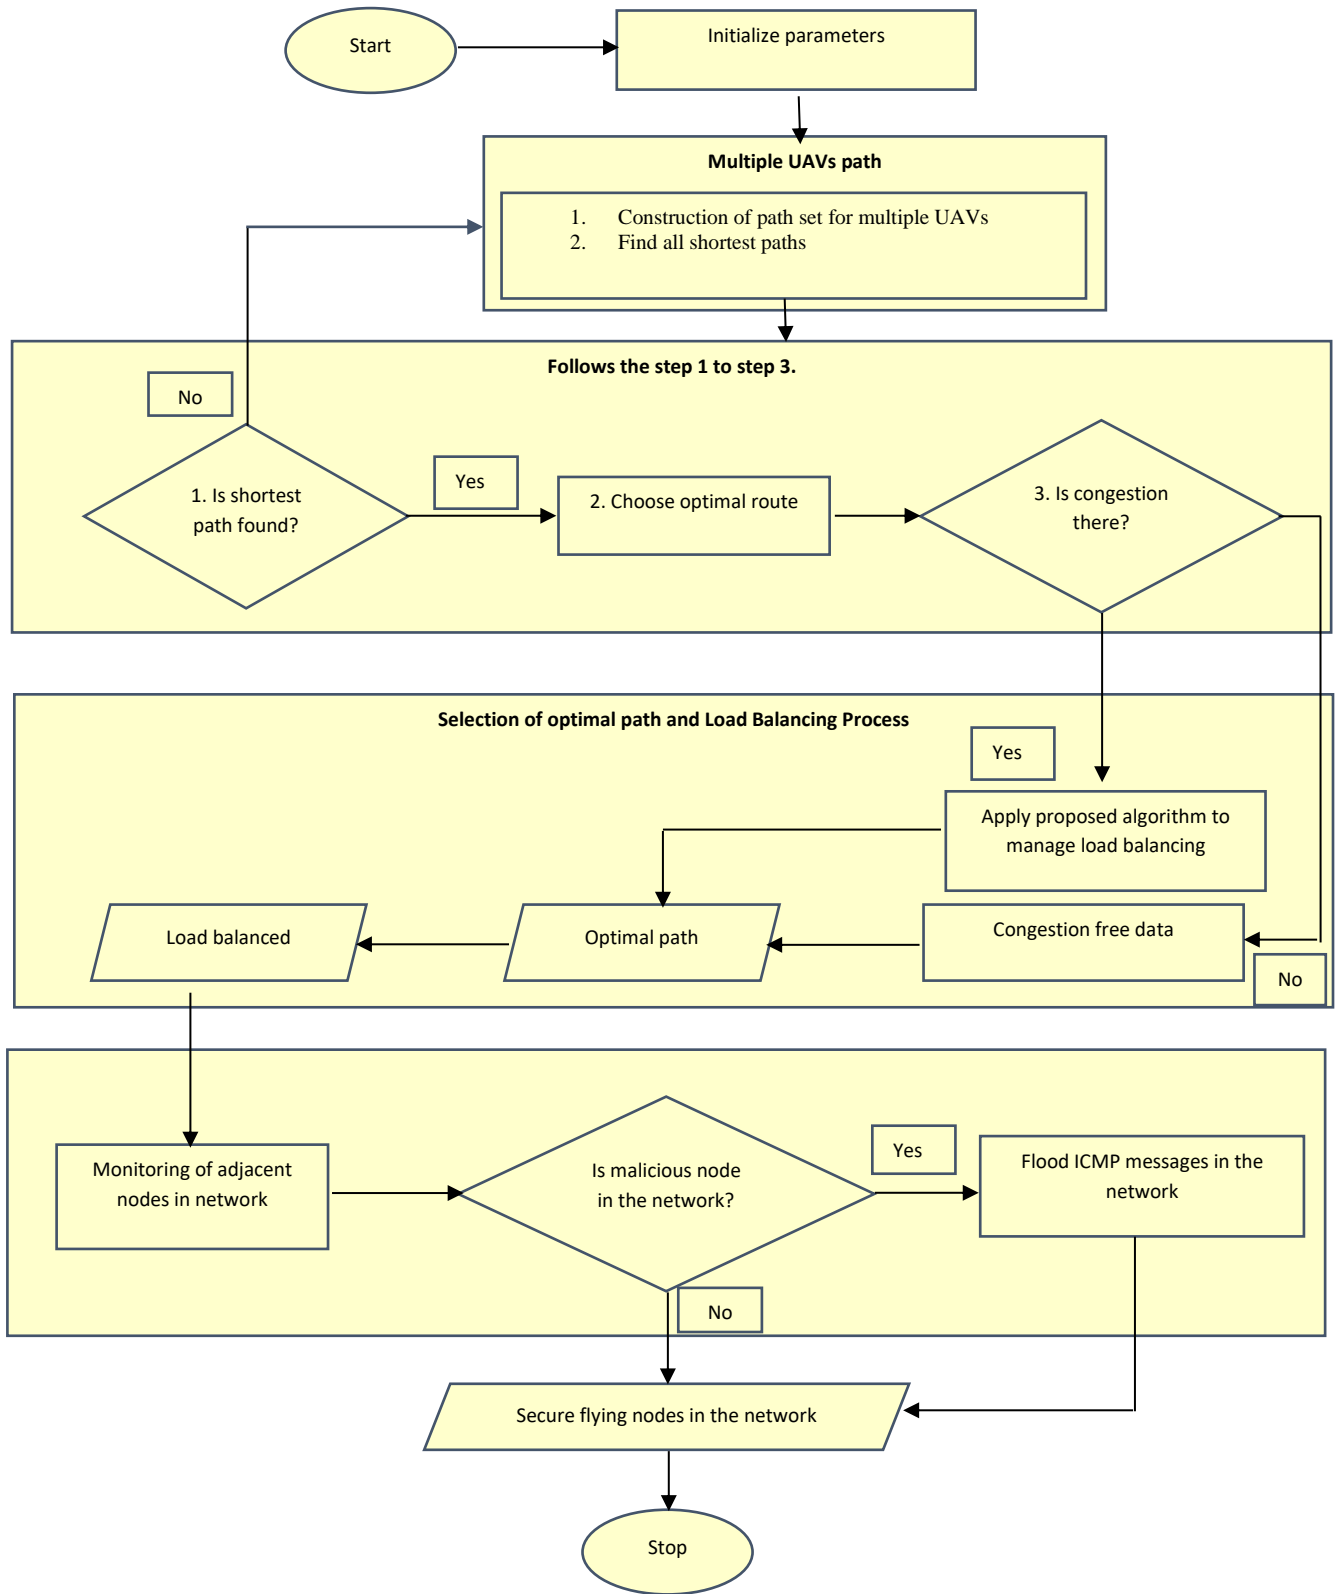 Start
Initialize parameters
Multiple UAVs path
1. Construction of path set for multiple UAVs
2. Find all shortest paths
Follows the step 1 to step 3.
No
1. Is shortest
path found?
Yes
2. Choose optimal route
3. Is congestion
there?
Selection of optimal path and Load Balancing Process
Yes
Apply proposed algorithm to
manage load balancing
Load balanced
Optimal path
Congestion free data
No
Monitoring of adjacent
nodes in network
Is malicious node
in the network?
Yes
Flood ICMP messages in the
network
No
Secure flying nodes in the network
Stop